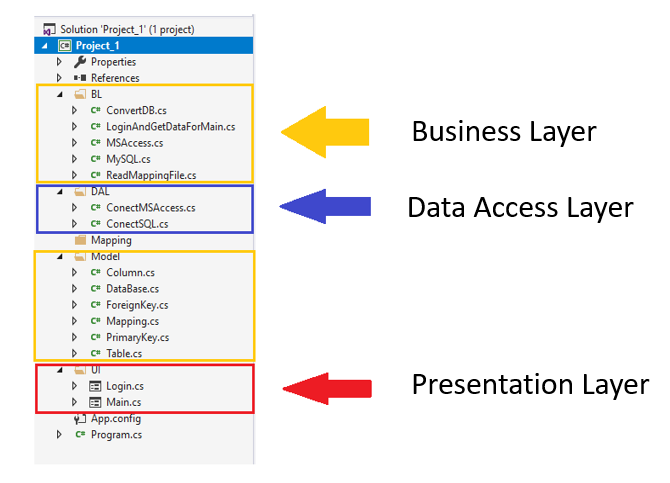 Solution 'Project_1' (1 project)
C# Project_1
Properties
References
BL
C# ConvertDB.cs
C# LoginAndGetDataForMain.cs
C# MSAccess.cs
C# MySQL.cs
C# ReadMappingFile.cs
Business Layer
DAL
C# ConectMSAccess.cs
C# ConectSQL.cs
Data Access Layer
Mapping
Model
C# Column.cs
C# DataBase.cs
C# ForeignKey.cs
C# Mapping.cs
C# PrimaryKey.cs
C# Table.cs
UI
Login.cs
Main.cs
Presentation Layer
App.config
C# Program.cs